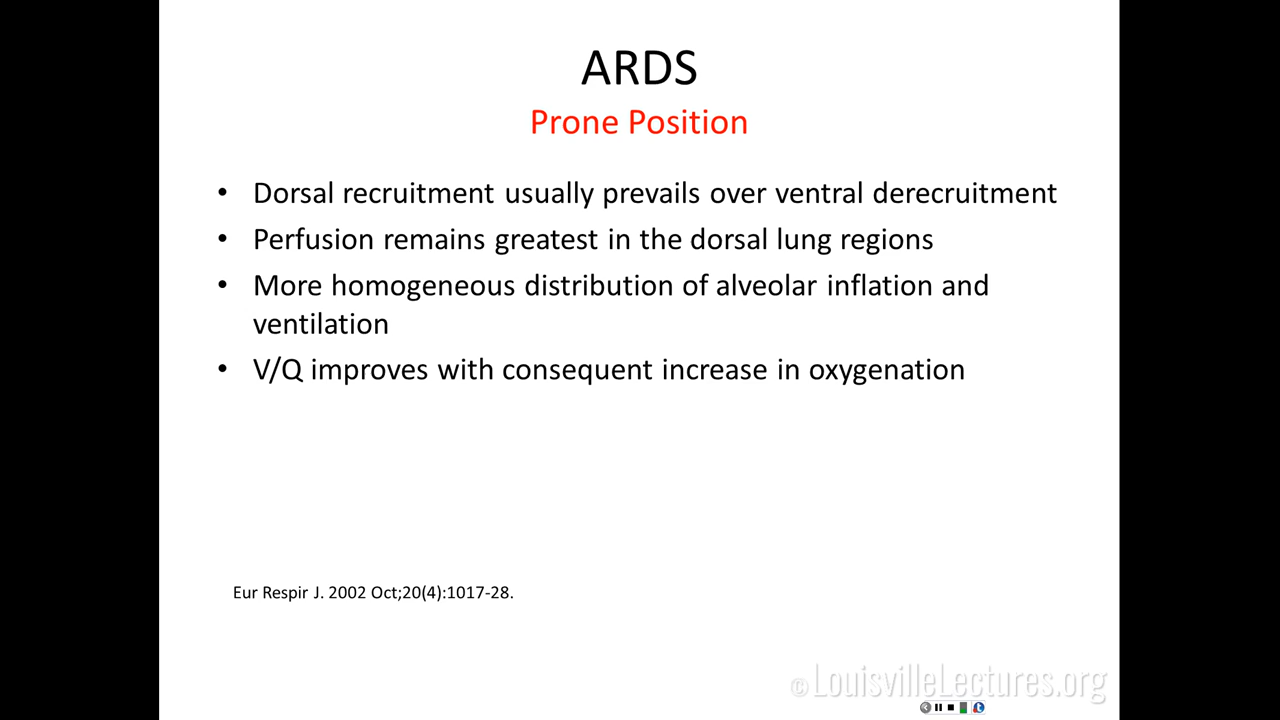 ARDS
Prone Position
• Dorsal recruitment usually prevails over ventral derecruitment
• Perfusion remains greatest in the dorsal lung regions
• More homogeneous distribution of alveolar inflation and
ventilation
• V/Q improves with consequent increase in oxygenation
Eur Respir J. 2002 Oct;20(4):1017-28.
©LouisvilleLectures.org